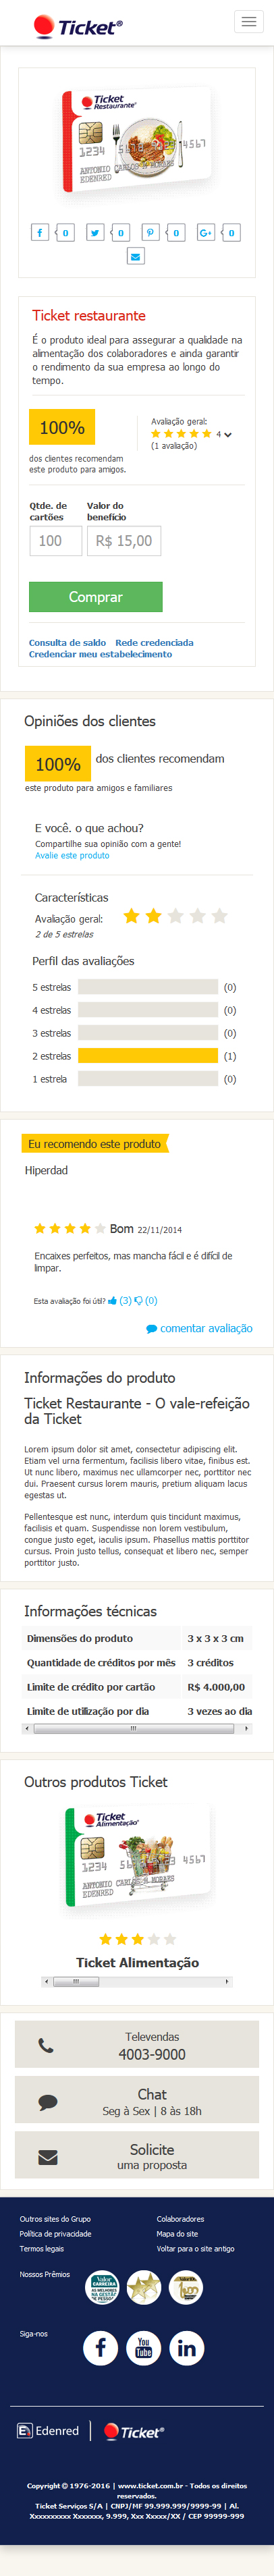 Ticket®
Ticket
Restaurante®
1234
4567
ANTONIO CARLOS H MORAES
EDENRED
0
0
0
0
Ticket restaurante
É o produto ideal para assegurar a qualidade na
alimentação dos colaboradores e ainda garantir
o rendimento da sua empresa ao longo do
tempo.
100%
dos clientes recomendam
este produto para amigos.
Avaliação geral:
4
(1 avaliação)
Qtde. de
cartões
Valor do
benefício
100
R$ 15,00
Comprar
Consulta de saldo Rede credenciada
Credenciar meu estabelecimento
Opiniões dos clientes
100%
dos clientes recomendam
este produto para amigos e familiares
E você. o que achou?
Compartilhe sua opinião com a gente!
Avalie este produto
Características
Avaliação geral:
2 de 5 estrelas
Perfil das avaliações
5 estrelas (0)
4 estrelas (0)
3 estrelas (0)
2 estrelas (1)
1 estrela (0)
Eu recomendo este produto
Hiperdad
Bom 22/11/2014
Encaixes perfeitos, mas mancha fácil e é difícil de
limpar.
Esta avaliação foi útil? (3) (0)
comentar avaliação
Informações do produto
Ticket Restaurante - O vale-refeição
da Ticket
Lorem ipsum dolor sit amet, consectetur adipiscing elit.
Etiam vel urna fermentum, facilisis libero vitae, finibus est.
Ut nunc libero, maximus nec ullamcorper nec, porttitor nec
dui. Praesent cursus lorem mauris, pretium aliquam lacus
egestas ut.
Pellentesque est nunc, interdum quis tincidunt maximus,
facilisis et quam. Suspendisse non lorem vestibulum,
congue justo eget, iaculis ipsum. Phasellus mattis porttitor
cursus. Proin justo tellus, consequat et libero nec, semper
porttitor justo.
Informações técnicas
Dimensões do produto 3 x 3 x 3 cm
Quantidade de créditos por mês 3 créditos
Limite de crédito por cartão R$ 4.000,00
Limite de utilização por dia 3 vezes ao dia
Outros produtos Ticket
Ticket
Alimentação®
1234 5678
4567
ANTONIO CARLOS H MORAES
EDENRED
Ticket Alimentação
Televendas
4003-9000
Chat
Seg à Sex | 8 às 18h
Solicite
uma proposta
Outros sites do Grupo
Colaboradores
Política de privacidade
Mapa do site
Termos legais
Voltar para o site antigo
Nossos Prêmios
Valor
CARREIRA
AS MELHORES
NA GESTÃO
DE PESSOAS
Siga-nos
f
You
Tube
in
Edenred
Ticket®
Copyright © 1976-2016 | www.ticket.com.br - Todos os direitos
reservados.
Ticket Serviços S/A | CNPJ/MF 99.999.999/9999-99 | Al.
Xxxxxxxxxx Xxxxxxx, 9.999, Xxx Xxxxx/XX / CEP 99999-999